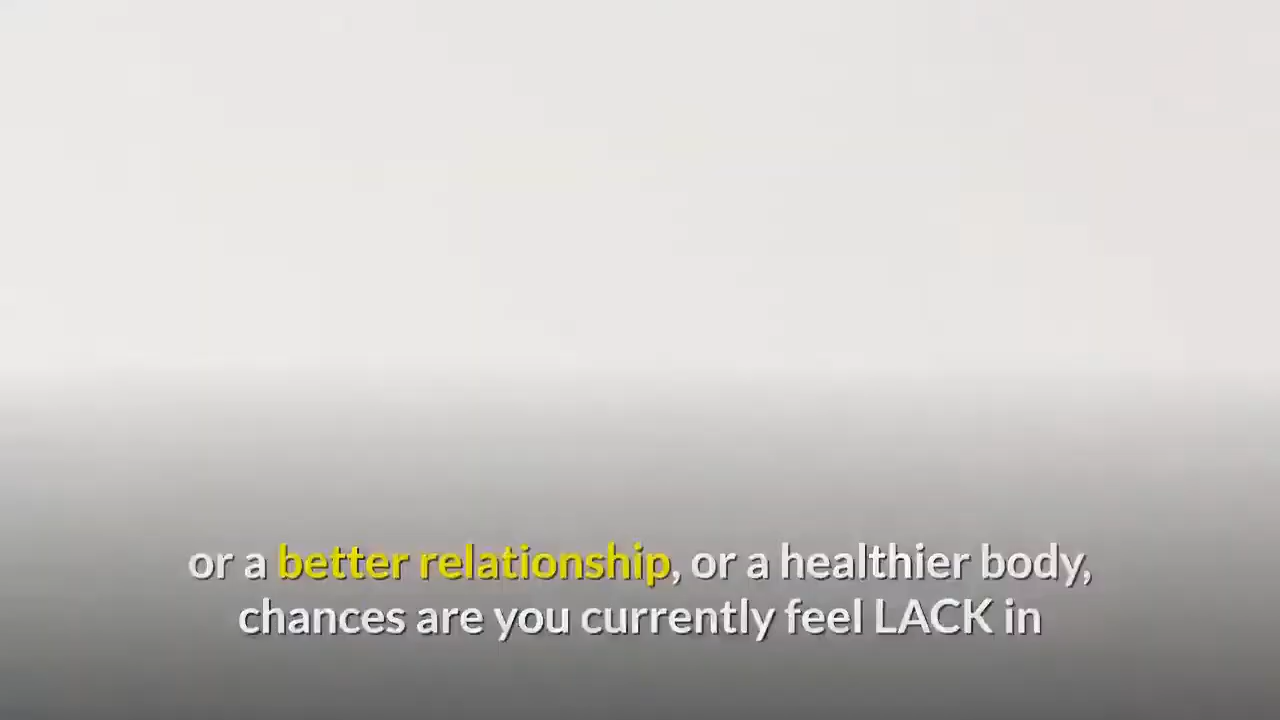 or a better relationship, or a healthier body,
chances are you currently feel LACK in